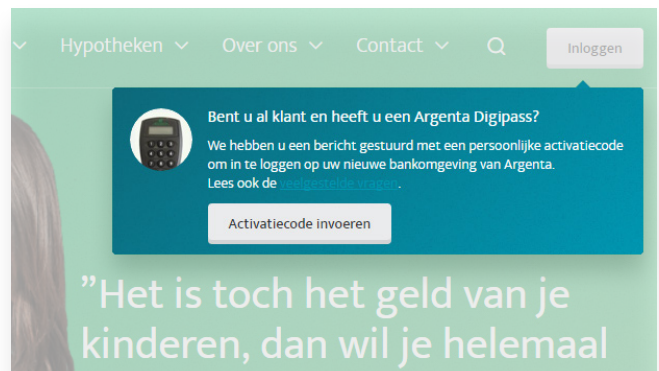 Hypotheken Over ons Contact Inloggen
Bent u al klant en heeft u een Argenta Digipass?
We hebben u een bericht gestuurd met een persoonlijke activatiecode
om in te loggen op uw nieuwe bankomgeving van Argenta.
Lees ook de veelgestelde vragen.
Activatiecode invoeren
”Het is toch het geld van je
kinderen, dan wil je helemaal